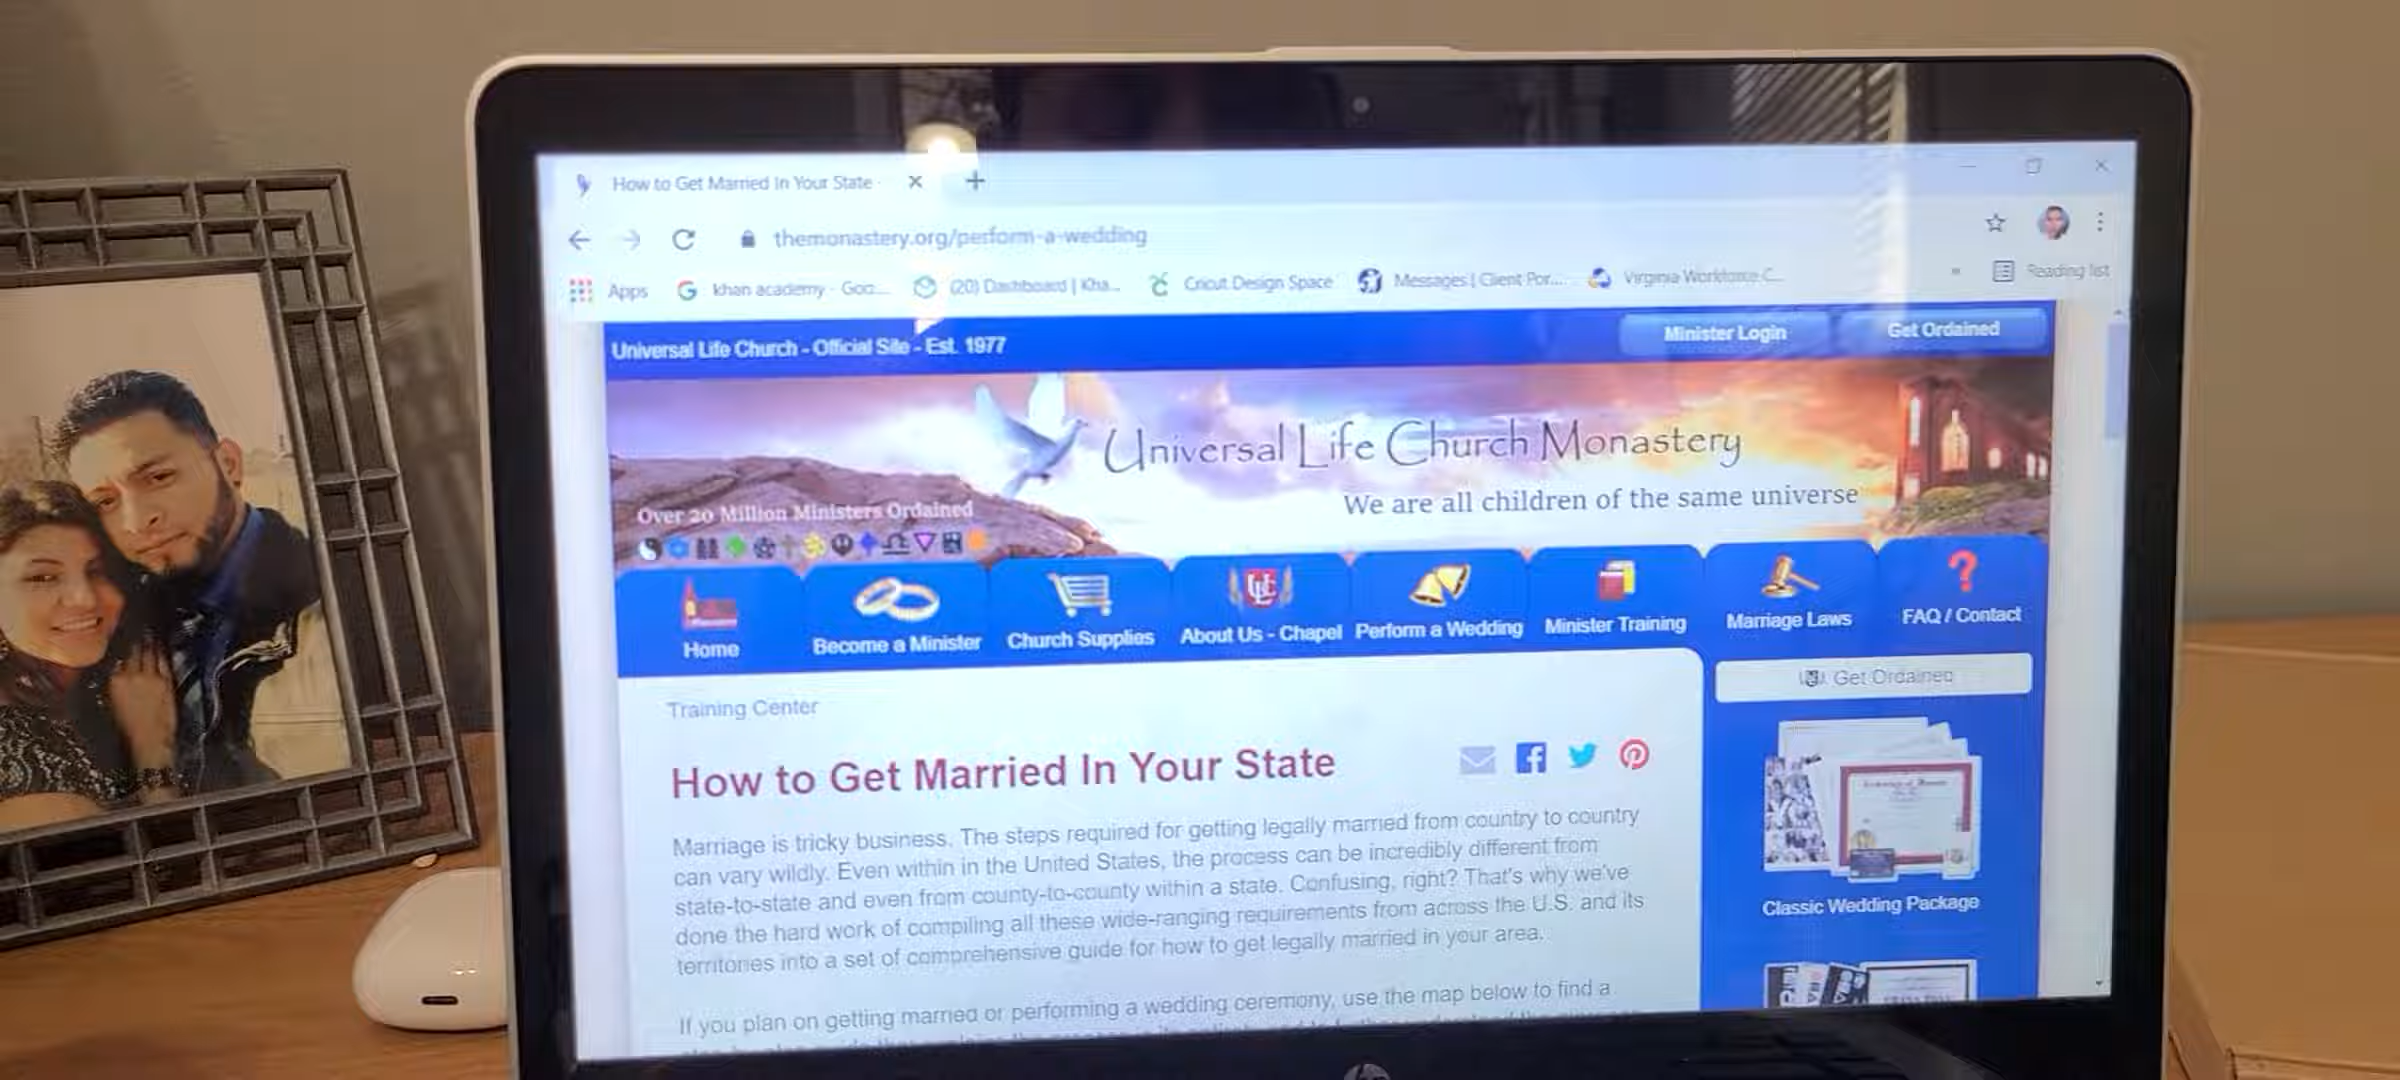 How to Get Married In Your State
themonastery.org/perform-a-wedding
Apps khan academy - Goo... (20) Dashboard | Kha... Cricut Design Space Messages | Client Por... Virginia Workforce C... » Reading list
Universal Life Church - Official Site - Est. 1977 Minister Login Get Ordained
Universal Life Church Monastery
We are all children of the same universe
Over 20 Million Ministers Ordained
Home Become a Minister Church Supplies About Us - Chapel Perform a Wedding Minister Training Marriage Laws FAQ / Contact
Get Ordained
Training Center
How to Get Married In Your State
Marriage is tricky business. The steps required for getting legally married from country to country
can vary wildly. Even within in the United States, the process can be incredibly different from
state-to-state and even from county-to-county within a state. Confusing, right? That's why we've
done the hard work of compiling all these wide-ranging requirements from across the U.S. and its
territories into a set of comprehensive guide for how to get legally married in your area.
Classic Wedding Package
If you plan on getting married or performing a wedding ceremony, use the map below to find a